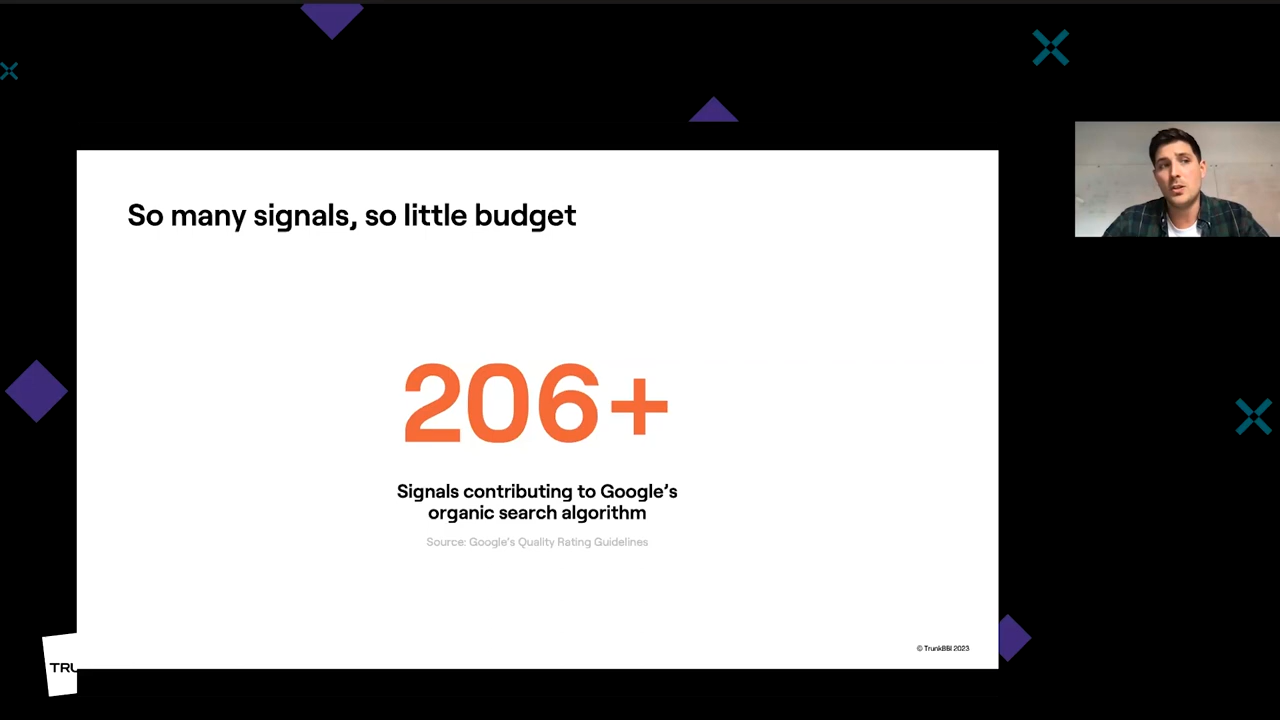 So many signals, so little budget
206+
Signals contributing to Google's
organic search algorithm
Source: Google's Quality Rating Guidelines
© TrunkBBI 2023
TRU